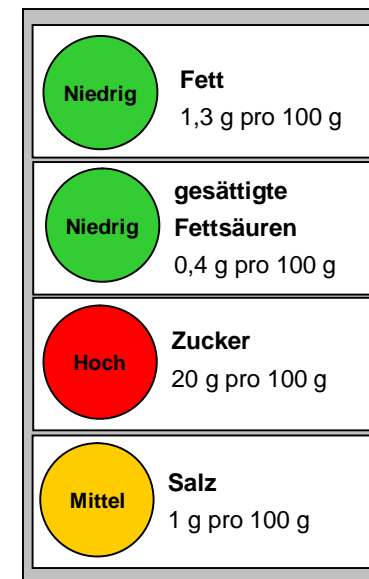 Niedrig
Fett
1,3 g pro 100 g
Niedrig
gesättigte
Fettsäuren
0,4 g pro 100 g
Hoch
Zucker
20 g pro 100 g
Mittel
Salz
1 g pro 100 g